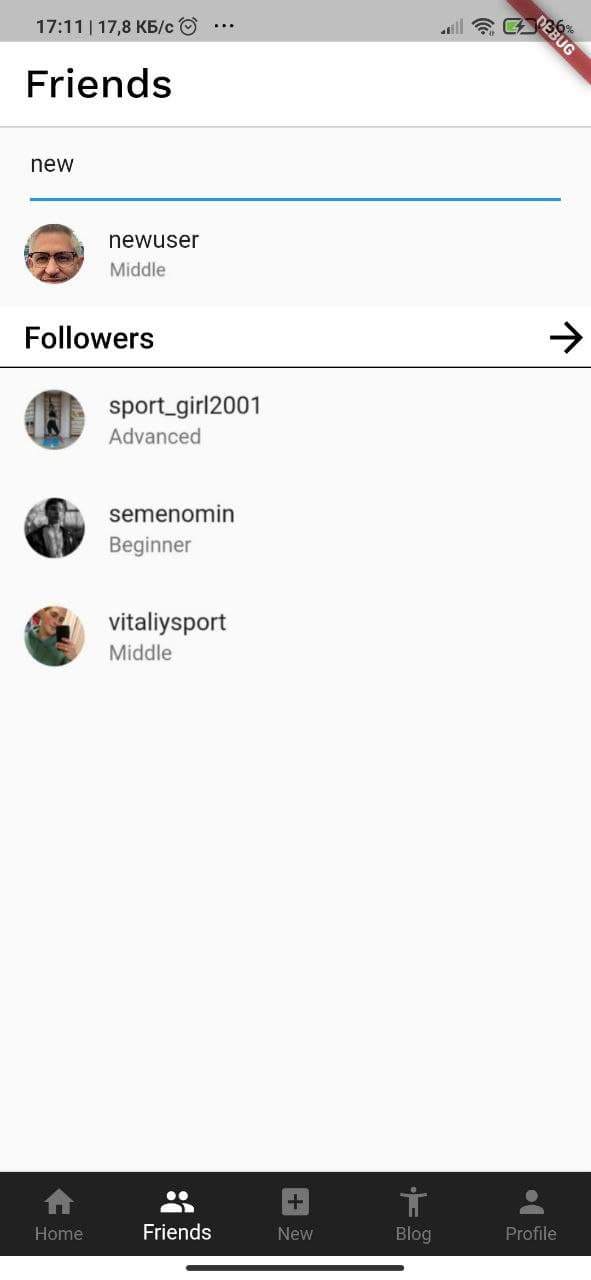 17:11 | 17,8 КБ/с ...
36%
DEBUG
Friends
new
newuser
Middle
Followers
sport_girl2001
Advanced
semenomin
Beginner
vitaliysport
Middle
Home
Friends
New
Blog
Profile